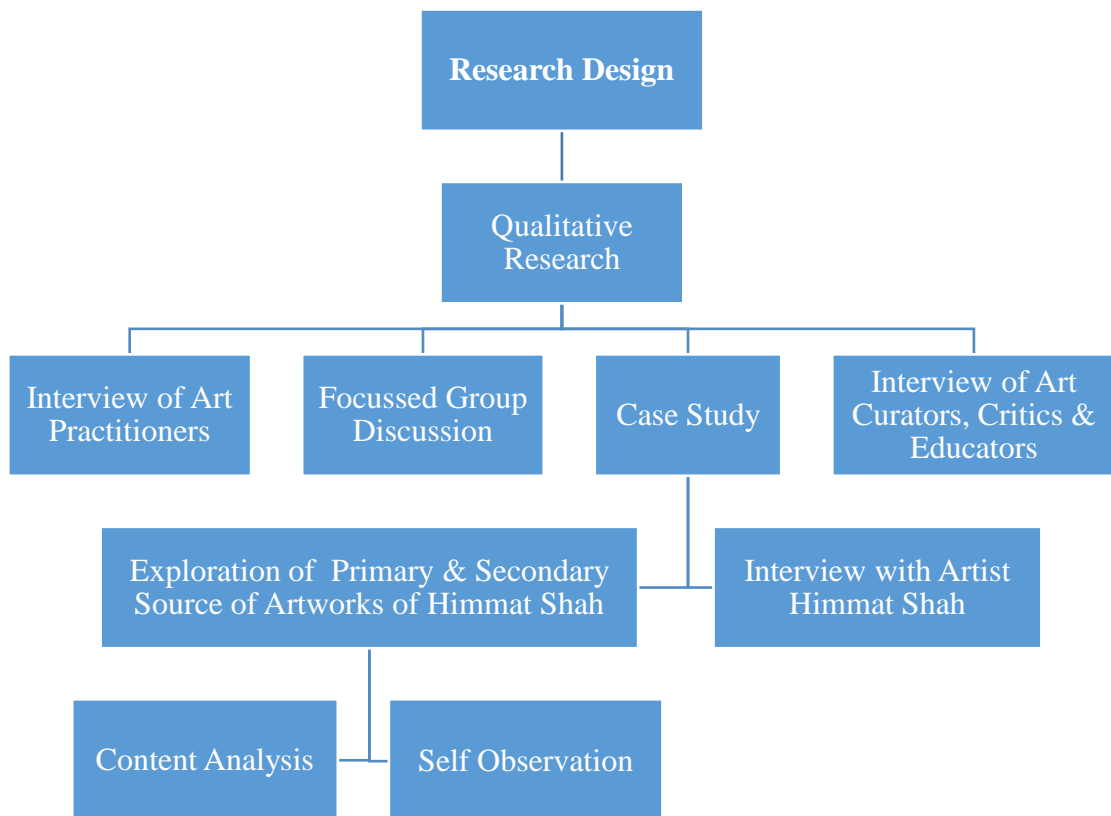 Research Design
Qualitative
Research
Interview of Art
Practitioners
Focussed Group
Discussion
Case Study
Interview of Art
Curators, Critics &
Educators
Exploration of Primary & Secondary
Source of Artworks of Himmat Shah
Interview with Artist
Himmat Shah
Content Analysis
Self Observation